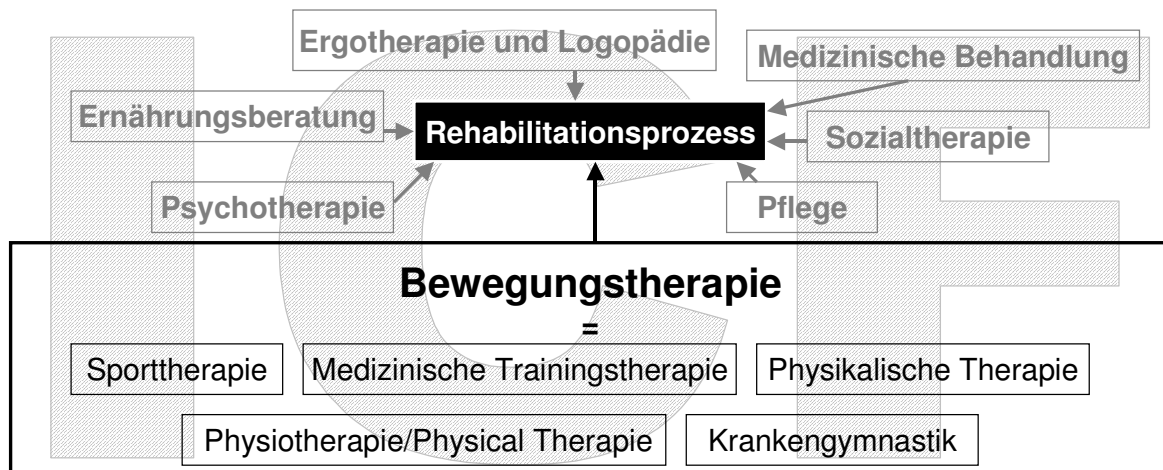 Ergotherapie und Logopädie
Medizinische Behandlung
Ernährungsberatung
Rehabilitationsprozess
Sozialtherapie
Psychotherapie
Pflege
Bewegungstherapie
=
Sporttherapie
Medizinische Trainingstherapie
Physikalische Therapie
Physiotherapie/Physical Therapie
Krankengymnastik
ICF